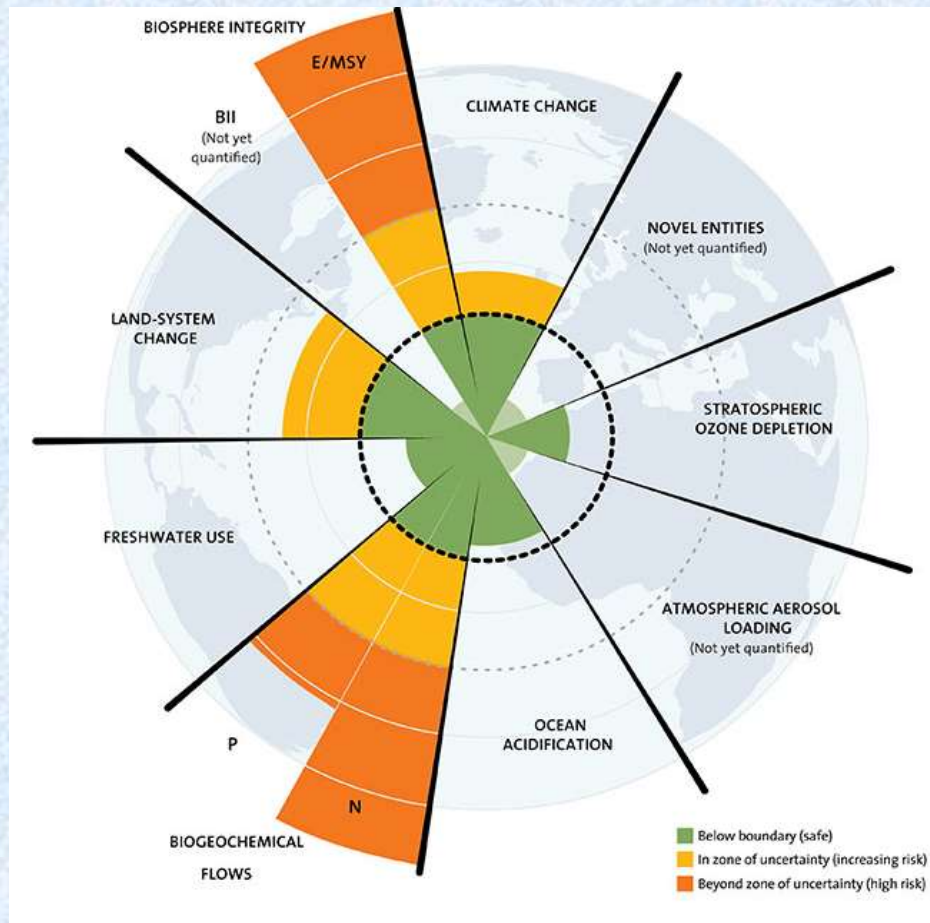 BIOSPHERE INTEGRITY
E/MSY
BII
(Not yet
quantified)
CLIMATE CHANGE
NOVEL ENTITIES
(Not yet quantified)
LAND-SYSTEM
CHANGE
STRATOSPHERIC
OZONE DEPLETION
FRESHWATER USE
ATMOSPHERIC AEROSOL
LOADING
(Not yet quantified)
OCEAN
ACIDIFICATION
P
N
BIOGEOCHEMICAL
FLOWS
Below boundary (safe)
In zone of uncertainty (increasing risk)
Beyond zone of uncertainty (high risk)